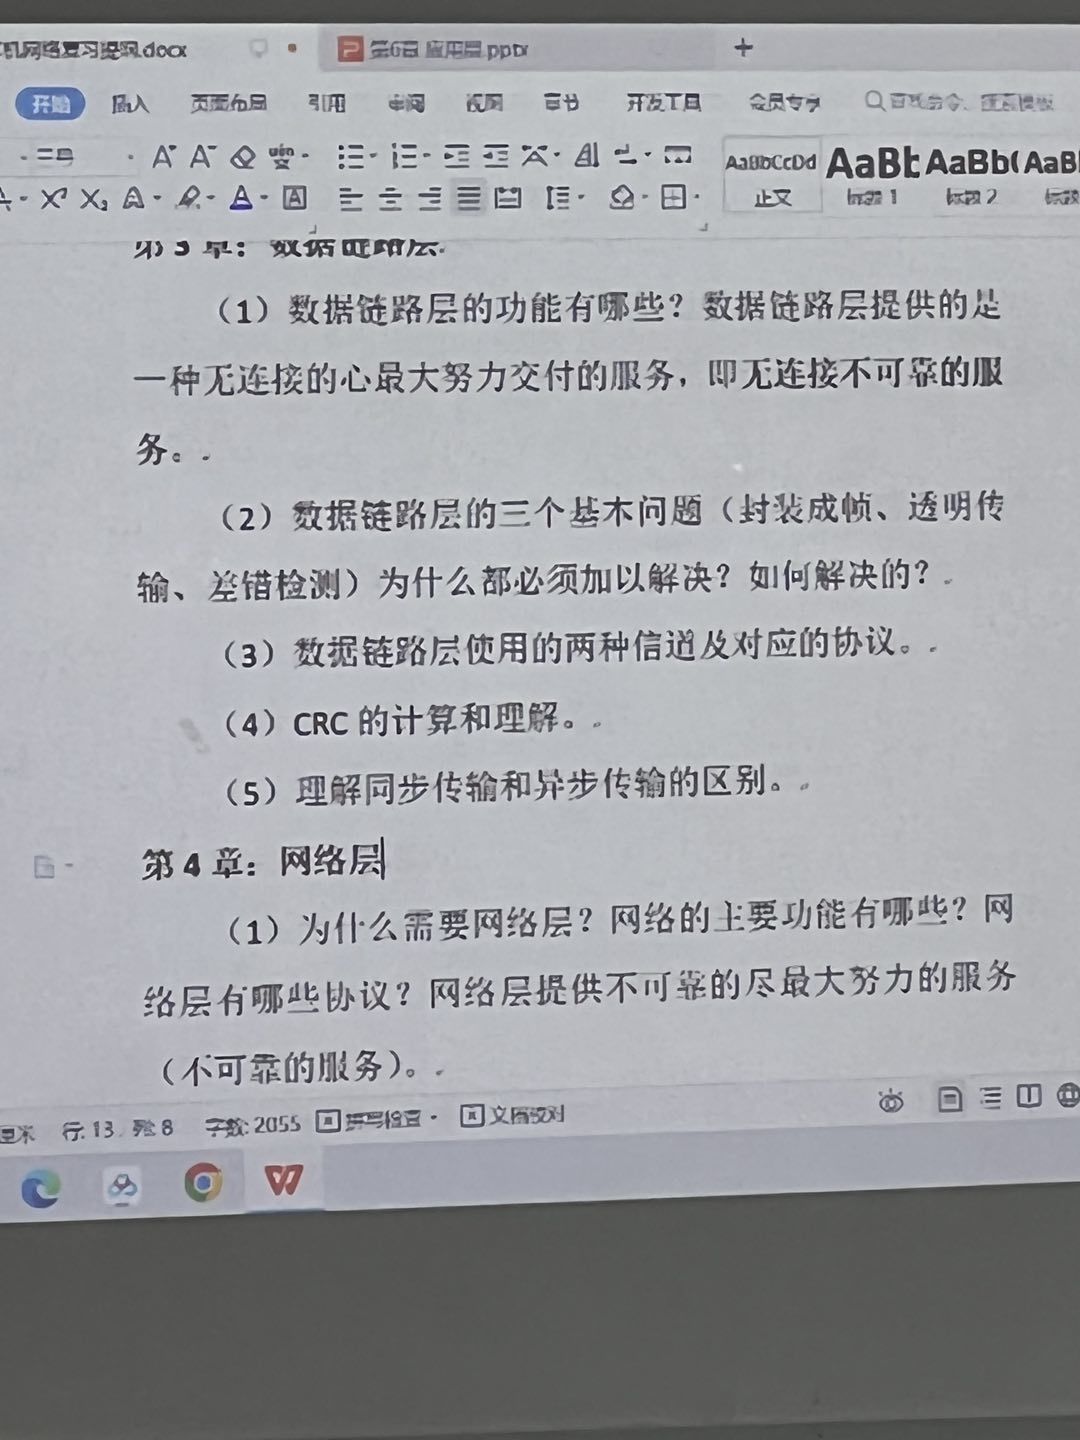 机网络复习提纲.docx 第6章 应用层.pptx +
开始 插入 页面布局 引用 审阅 视图 章节 开发工具 会员专享 查找命令、搜索模板
二号
AaBbCcDd AaBb AaBb( AaBl
正文 标题 1 标题 2 标题
第 3 章：数据链路层
（1）数据链路层的功能有哪些？数据链路层提供的是
一种无连接的心最大努力交付的服务，即无连接不可靠的服
务。
（2）数据链路层的三个基本问题（封装成帧、透明传
输、差错检测）为什么都必须加以解决？如何解决的？
（3）数据链路层使用的两种信道及对应的协议。
（4）CRC 的计算和理解。
（5）理解同步传输和异步传输的区别。
第 4 章：网络层
（1）为什么需要网络层？网络的主要功能有哪些？网
络层有哪些协议？网络层提供不可靠的尽最大努力的服务
（不可靠的服务）。
厘米 行: 13 列: 8 字数: 2055 拼写检查 文档校对